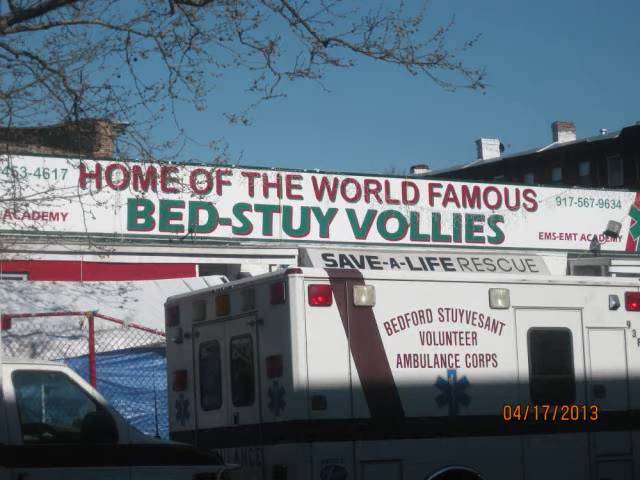 453-4617
HOME OF THE WORLD FAMOUS
917-567-9634
ACADEMY
BED-STUY VOLLIES
EMS-EMT ACADEMY
SAVE-A-LIFE RESCUE
BEDFORD STUYVESANT
VOLUNTEER
AMBULANCE CORPS
04/17/2013